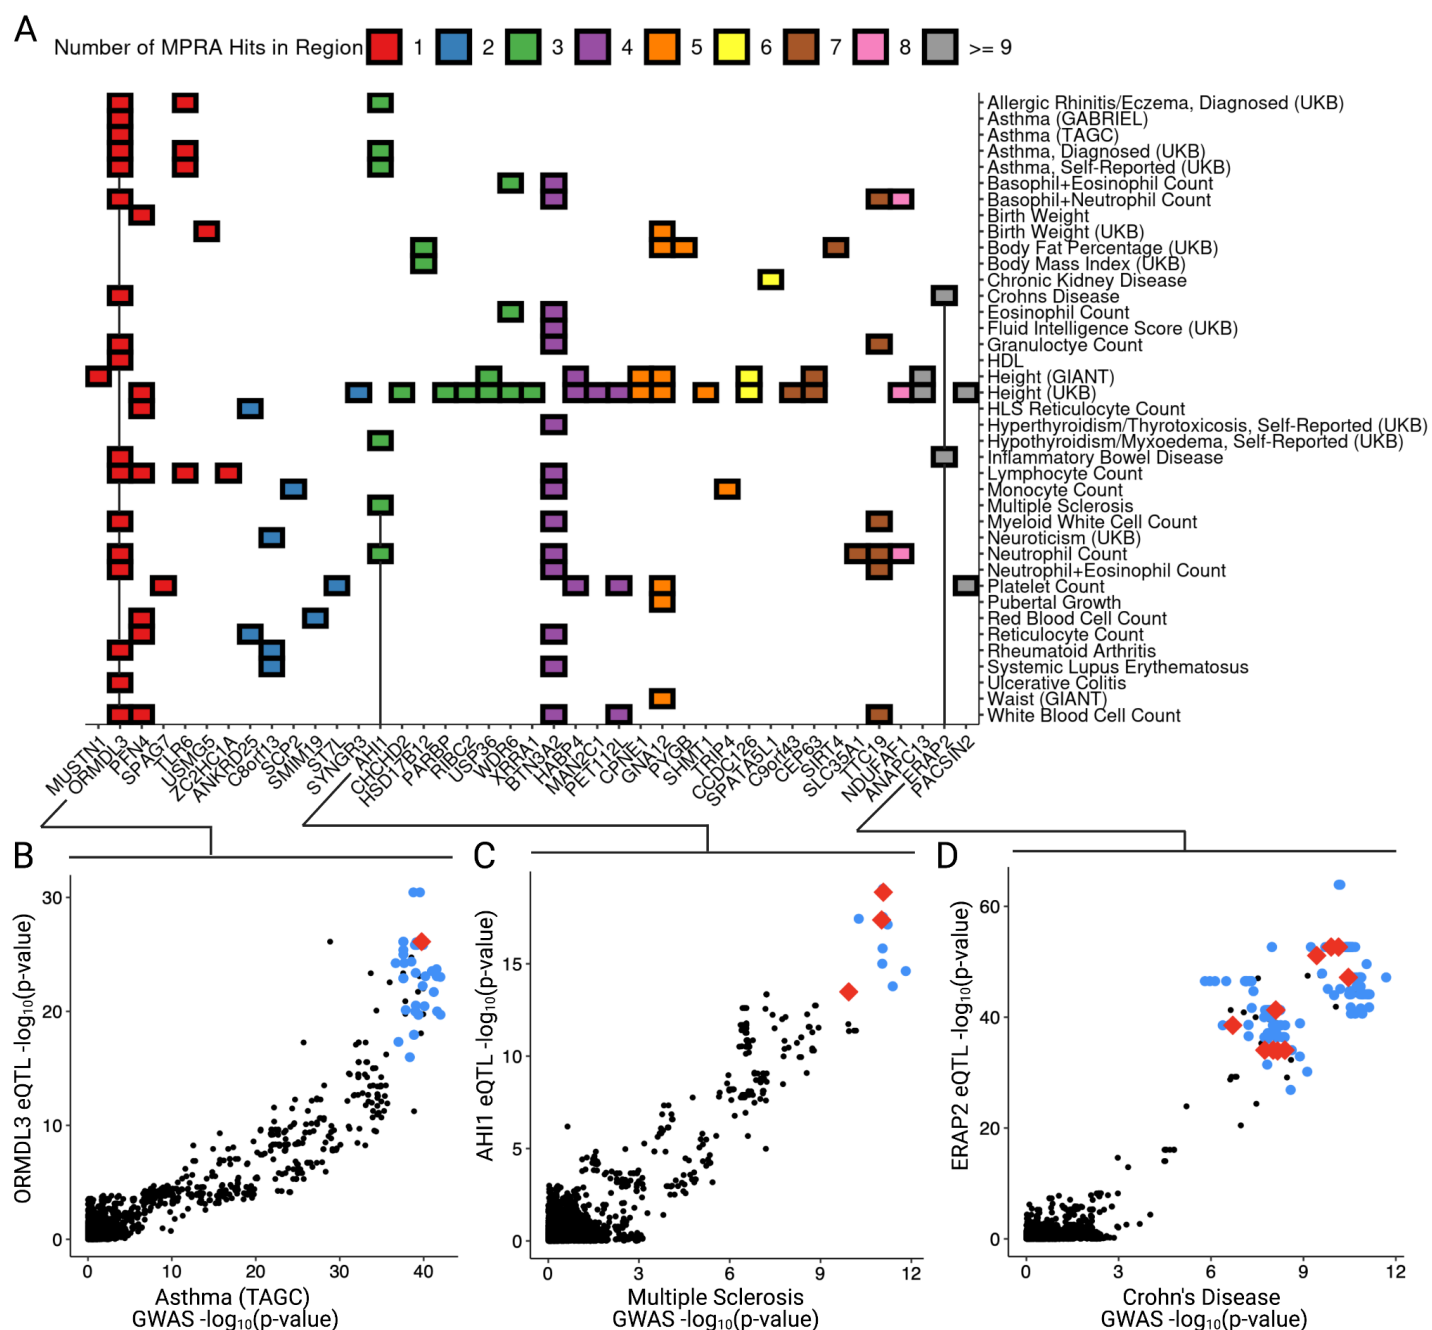 A
Number of MPRA Hits in Region 1 2 3 4 5 6 7 8 >= 9
Allergic Rhinitis/Eczema, Diagnosed (UKB)
Asthma (GABRIEL)
Asthma (TAGC)
Asthma, Diagnosed (UKB)
Asthma, Self-Reported (UKB)
Basophil+Eosinophil Count
Basophil+Neutrophil Count
Birth Weight
Birth Weight (UKB)
Body Fat Percentage (UKB)
Body Mass Index (UKB)
Chronic Kidney Disease
Crohns Disease
Eosinophil Count
Fluid Intelligence Score (UKB)
Granuloctye Count
HDL
Height (GIANT)
Height (UKB)
HLS Reticulocyte Count
Hyperthyroidism/Thyrotoxicosis, Self-Reported (UKB)
Hypothyroidism/Myxoedema, Self-Reported (UKB)
Inflammatory Bowel Disease
Lymphocyte Count
Monocyte Count
Multiple Sclerosis
Myeloid White Cell Count
Neuroticism (UKB)
Neutrophil Count
Neutrophil+Eosinophil Count
Platelet Count
Pubertal Growth
Red Blood Cell Count
Reticulocyte Count
Rheumatoid Arthritis
Systemic Lupus Erythematosus
Ulcerative Colitis
Waist (GIANT)
White Blood Cell Count
MUSTN1
ORMDL3
PFN4
SPAG7
TLR6
USMG5
ZC2HC1A
ANKRD25
C8orf13
SCP2
SMIM19
ST7L
SYNGR3
AHI1
CHCHD2
HSD17B12
PARBP
RIBC2
USP36
WDR6
XRRA1
BTN3A2
HABP4
MAN2C1
PET112L
CPNE1
GNA12
PYGB
SHMT1
TRIP4
CCDC126
SPATA5L1
C9orf43
CEP63
SIRT4
SLC35A1
TTC19
NDUFAF1
ANAPC13
ERAP2
PACSIN2
B
ORMDL3 eQTL -log10(p-value)
30
20
10
0
0 10 20 30 40
Asthma (TAGC)
GWAS -log10(p-value)
C
AHI1 eQTL -log10(p-value)
15
10
5
0
0 3 6 9 12
Multiple Sclerosis
GWAS -log10(p-value)
D
ERAP2 eQTL -log10(p-value)
60
40
20
0
0 3 6 9 12
Crohn's Disease
GWAS -log10(p-value)